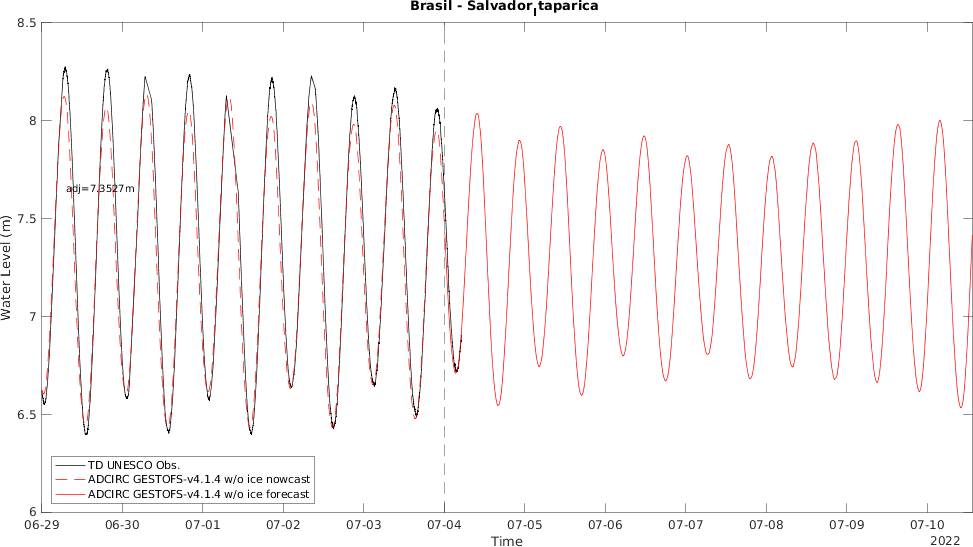 Brasil - Salvador_Itaparica
8.5
8
7.5
7
6.5
6
Water Level (m)
adj=7.3527m
TD UNESCO Obs.
ADCIRC GESTOFS-v4.1.4 w/o ice nowcast
ADCIRC GESTOFS-v4.1.4 w/o ice forecast
06-29 06-30 07-01 07-02 07-03 07-04 07-05 07-06 07-07 07-08 07-09 07-10
Time
2022